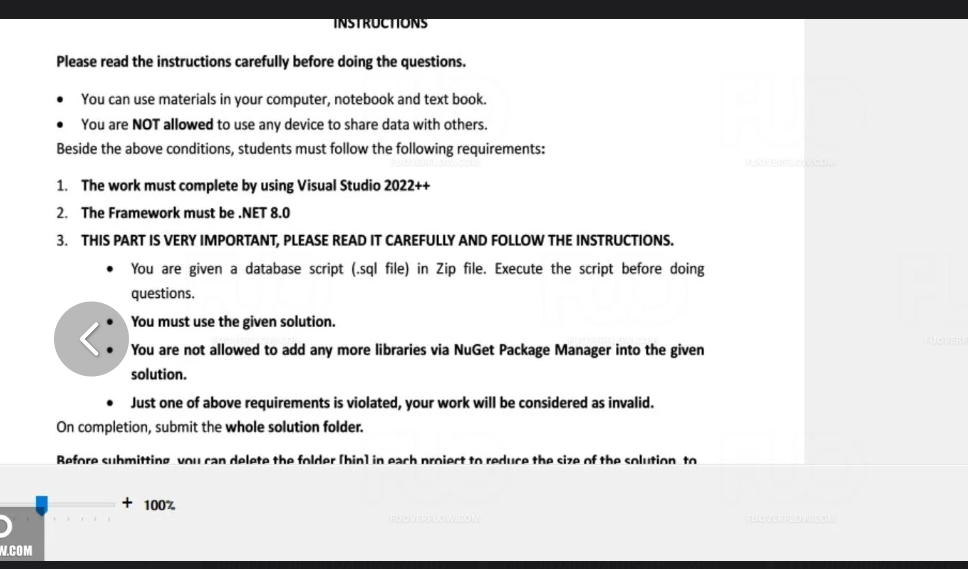 INSTRUCTIONS
Please read the instructions carefully before doing the questions.
• You can use materials in your computer, notebook and text book.
• You are NOT allowed to use any device to share data with others.
Beside the above conditions, students must follow the following requirements:
1. The work must complete by using Visual Studio 2022++
2. The Framework must be .NET 8.0
3. THIS PART IS VERY IMPORTANT, PLEASE READ IT CAREFULLY AND FOLLOW THE INSTRUCTIONS.
• You are given a database script (.sql file) in Zip file. Execute the script before doing
questions.
• You must use the given solution.
• You are not allowed to add any more libraries via NuGet Package Manager into the given
solution.
• Just one of above requirements is violated, your work will be considered as invalid.
On completion, submit the whole solution folder.
Before submitting, you can delete the folder [bin] in each project to reduce the size of the solution, to
+ 100%
W.COM